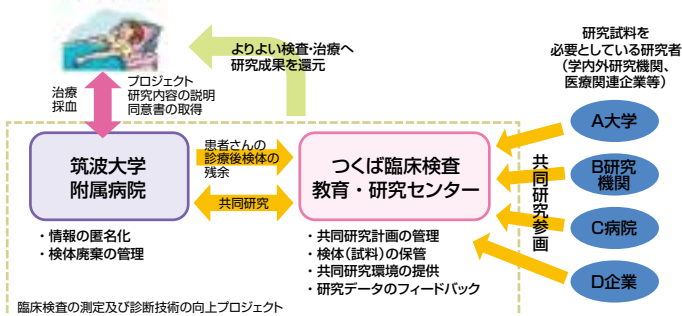 よりよい検査・治療へ
研究成果を還元
研究試料を
必要としている研究者
(学内外研究機関、
医療関連企業等)
治療
採血
プロジェクト
研究内容の説明
同意書の取得
筑波大学
附属病院
患者さんの
診療後検体の
残余
共同研究
つくば臨床検査
教育・研究センター
共同研究参画
A大学
B研究
機関
C病院
D企業
・情報の匿名化
・検体廃棄の管理
・共同研究計画の管理
・検体(試料)の保管
・共同研究環境の提供
・研究データのフィードバック
臨床検査の測定及び診断技術の向上プロジェクト